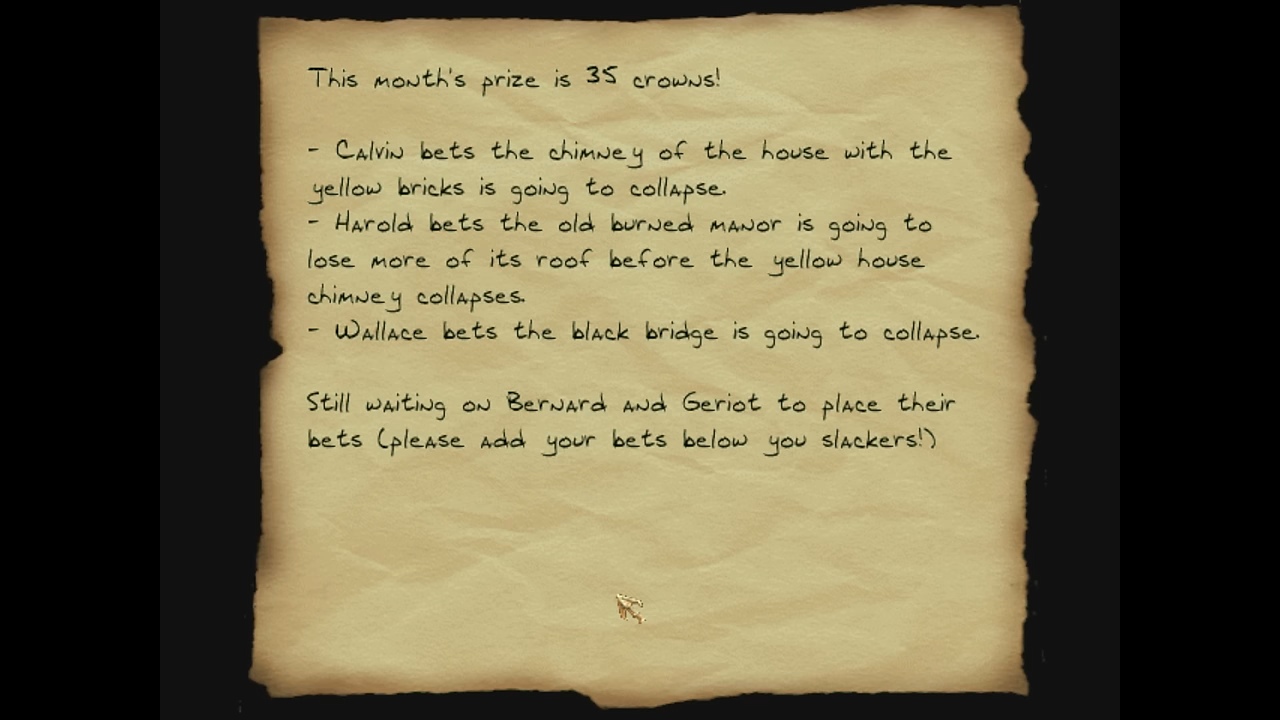 This month's prize is 35 crowns!
- Calvin bets the chimney of the house with the
yellow bricks is going to collapse.
- Harold bets the old burned manor is going to
lose more of its roof before the yellow house
chimney collapses.
- Wallace bets the black bridge is going to collapse.
Still waiting on Bernard and Geriot to place their
bets (please add your bets below you slackers!)